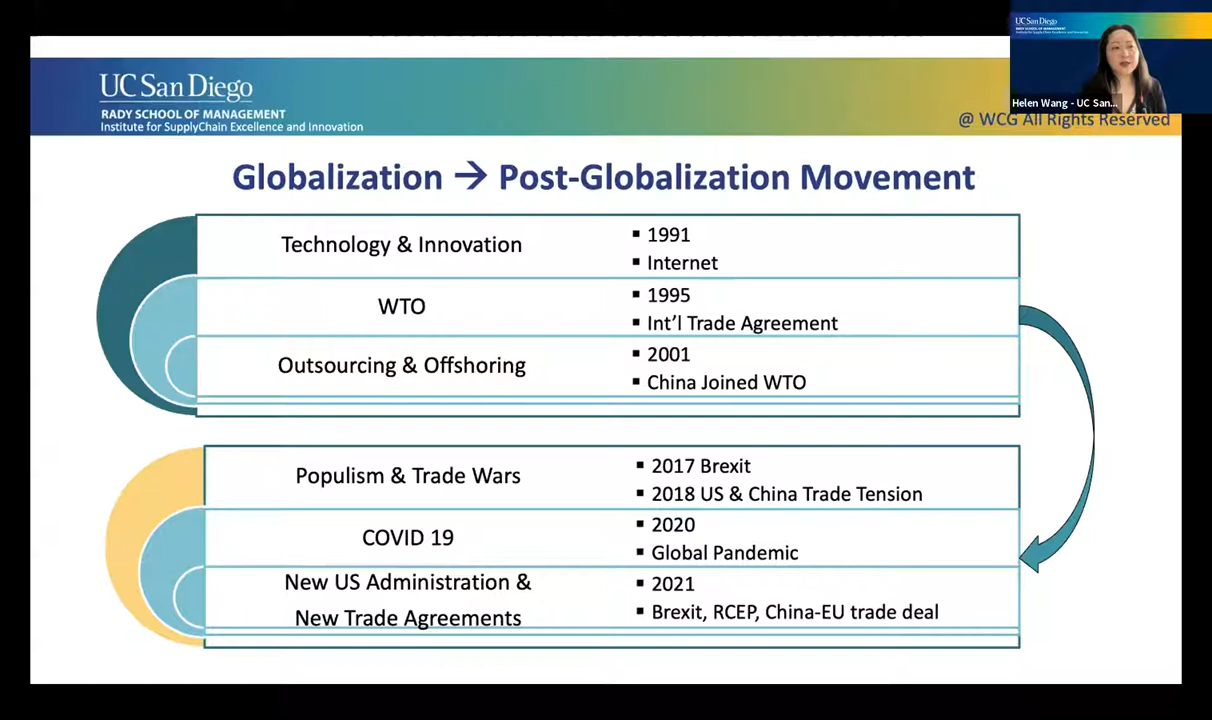 UC San Diego
RADY SCHOOL OF MANAGEMENT
Institute for SupplyChain Excellence and Innovation
UC San Diego
Helen Wang - UC San...
@ WCG All Rights Reserved
Globalization → Post-Globalization Movement
Technology & Innovation
▪ 1991
▪ Internet
WTO
▪ 1995
▪ Int'l Trade Agreement
Outsourcing & Offshoring
▪ 2001
▪ China Joined WTO
Populism & Trade Wars
▪ 2017 Brexit
▪ 2018 US & China Trade Tension
COVID 19
▪ 2020
▪ Global Pandemic
New US Administration &
New Trade Agreements
▪ 2021
▪ Brexit, RCEP, China-EU trade deal